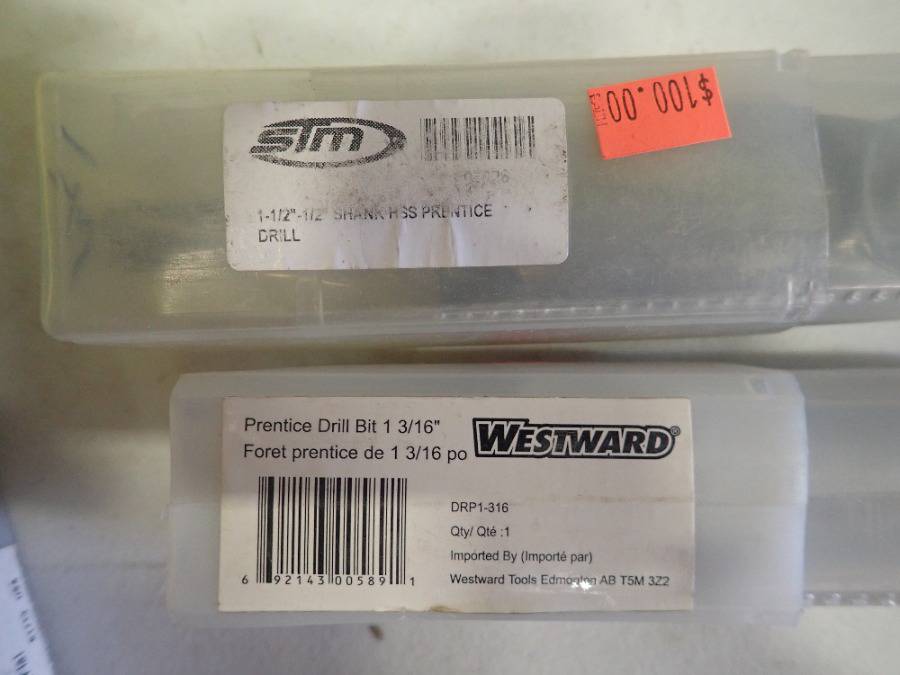 STM
$100.00
1-1/2"-1/2" SHANK HSS PRENTICE
DRILL
Prentice Drill Bit 1 3/16"
Foret prentice de 1 3/16 po
WESTWARD®
DRP1-316
Qty/ Qté :1
Imported By (Importé par)
Westward Tools Edmonton AB T5M 3Z2
6 92143 00589 1